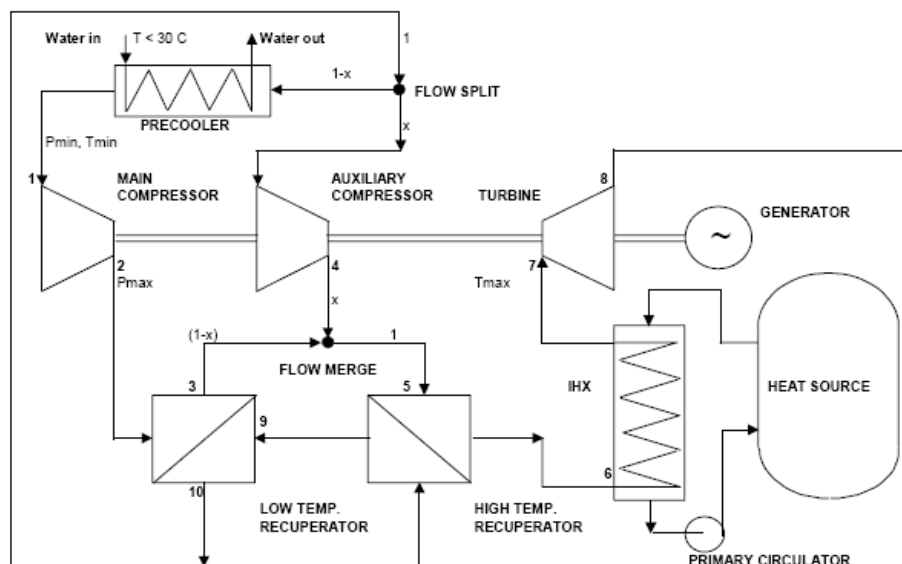 Water in
T < 30 C
Water out
1
1-x
FLOW SPLIT
PRECOOLER
x
Pmin, Tmin
1
MAIN
COMPRESSOR
AUXILIARY
COMPRESSOR
TURBINE
8
GENERATOR
~
2
Pmax
4
7
Tmax
x
(1-x)
1
FLOW MERGE
IHX
HEAT SOURCE
3
5
9
6
10
LOW TEMP.
RECUPERATOR
HIGH TEMP.
RECUPERATOR
PRIMARY CIRCULATOR